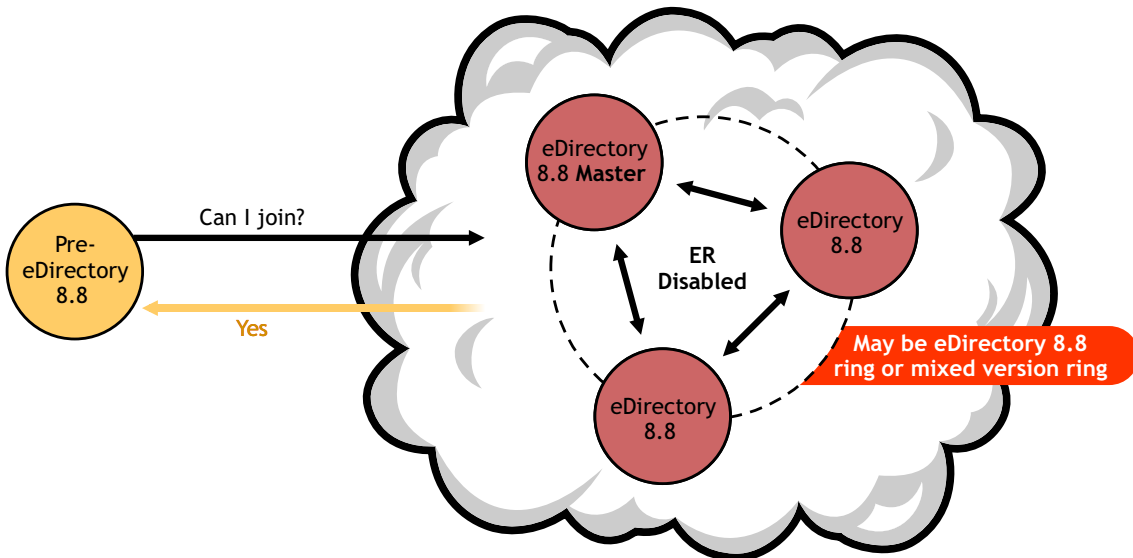 eDirectory
8.8 Master
Can I join?
eDirectory
8.8
Pre-
eDirectory
8.8
ER
Disabled
Yes
May be eDirectory 8.8
ring or mixed version ring
eDirectory
8.8